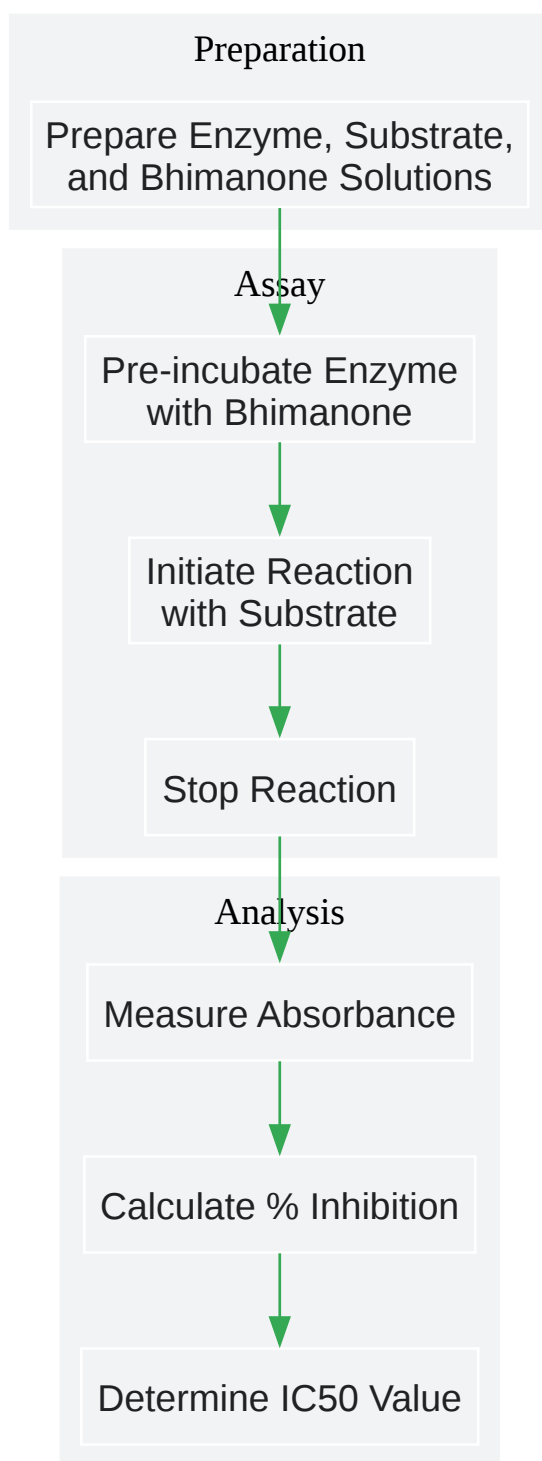 Preparation
Prepare Enzyme, Substrate,
and Bhimanone Solutions
Assay
Pre-incubate Enzyme
with Bhimanone
Initiate Reaction
with Substrate
Stop Reaction
Analysis
Measure Absorbance
Calculate % Inhibition
Determine IC50 Value